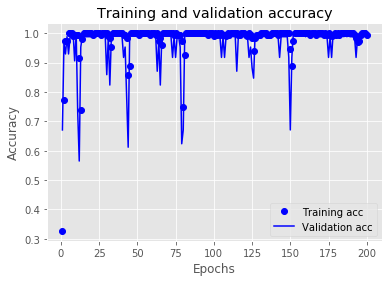 Training and validation accuracy
1.0
0.9
0.8
0.7
0.6
0.5
0.4
0.3
Accuracy
Training acc
Validation acc
0 25 50 75 100 125 150 175 200
Epochs